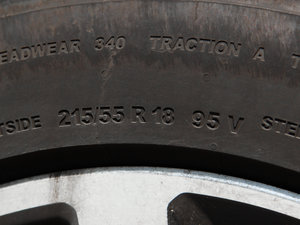 EADWEAR 340 TRACTION A T
TSIDE 215/55 R 18 95 V STE